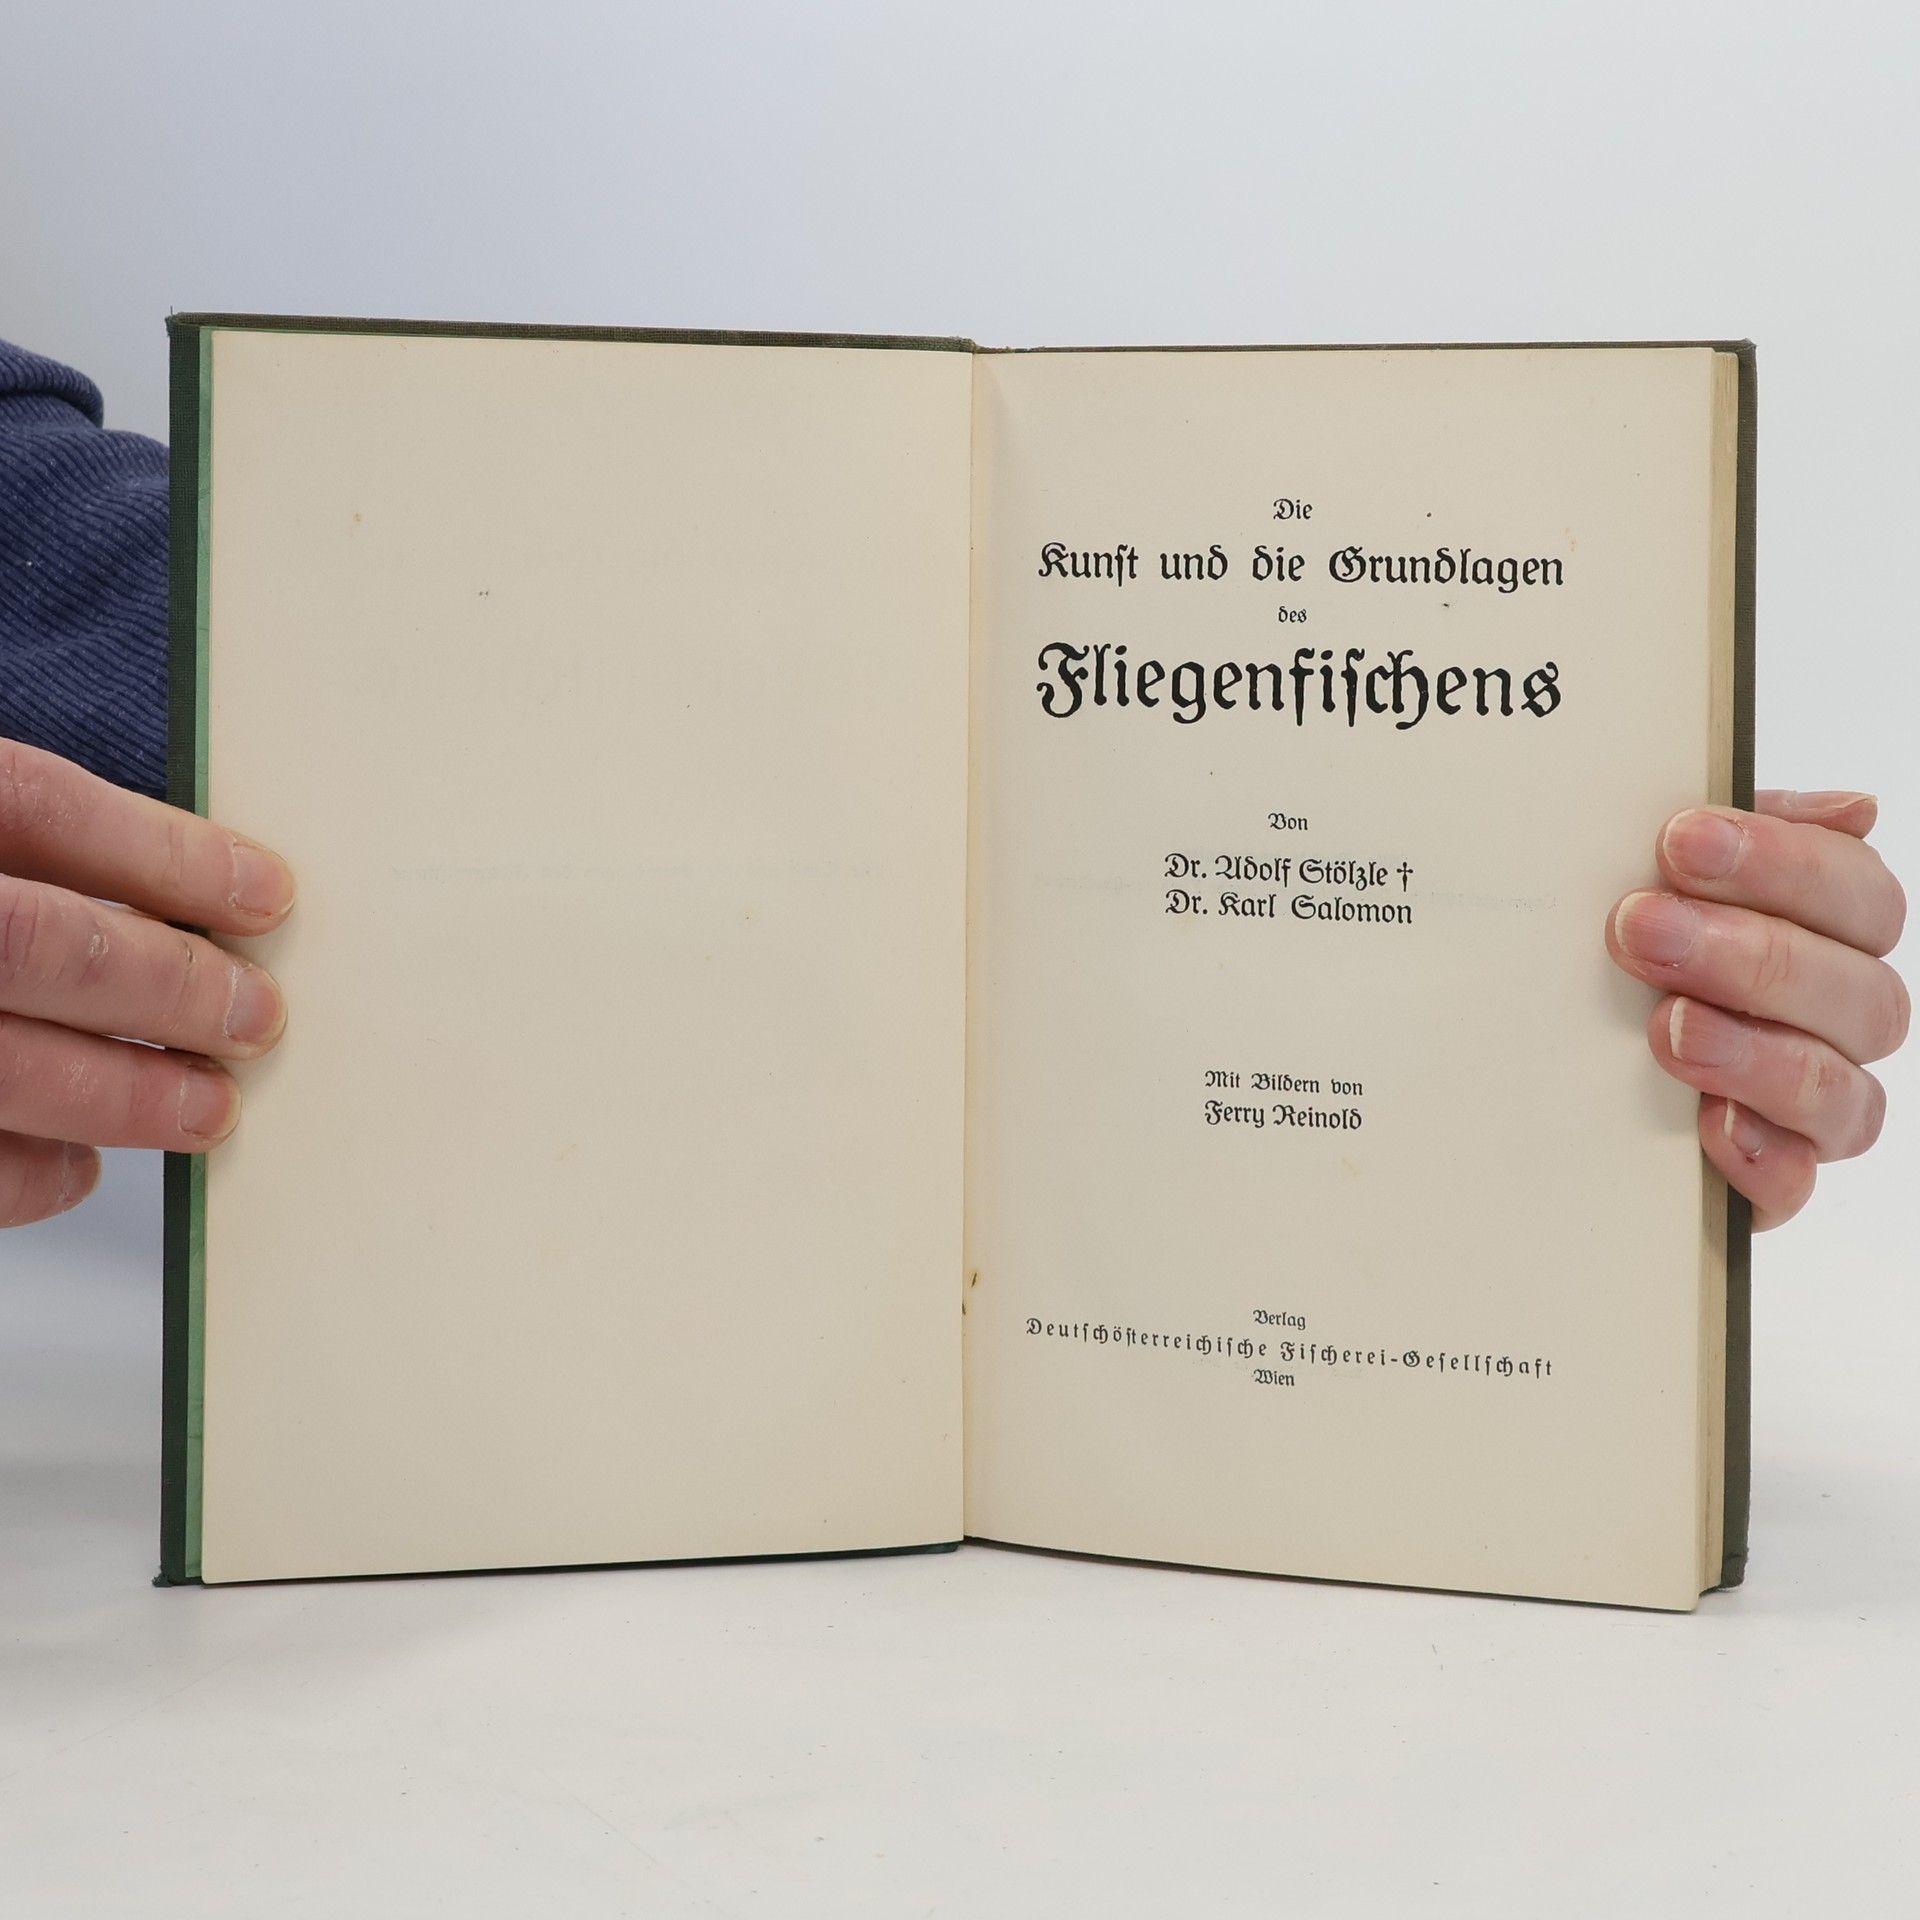 Die
Kunſt und die Grundlagen
des
Fliegenfiſchens
Von
Dr. Adolf Stölzle †
Dr. Karl Salomon
Mit Bildern von
Ferry Reinold
Verlag
Deutſchöſterreichiſche Fiſcherei-Geſellſchaft
Wien